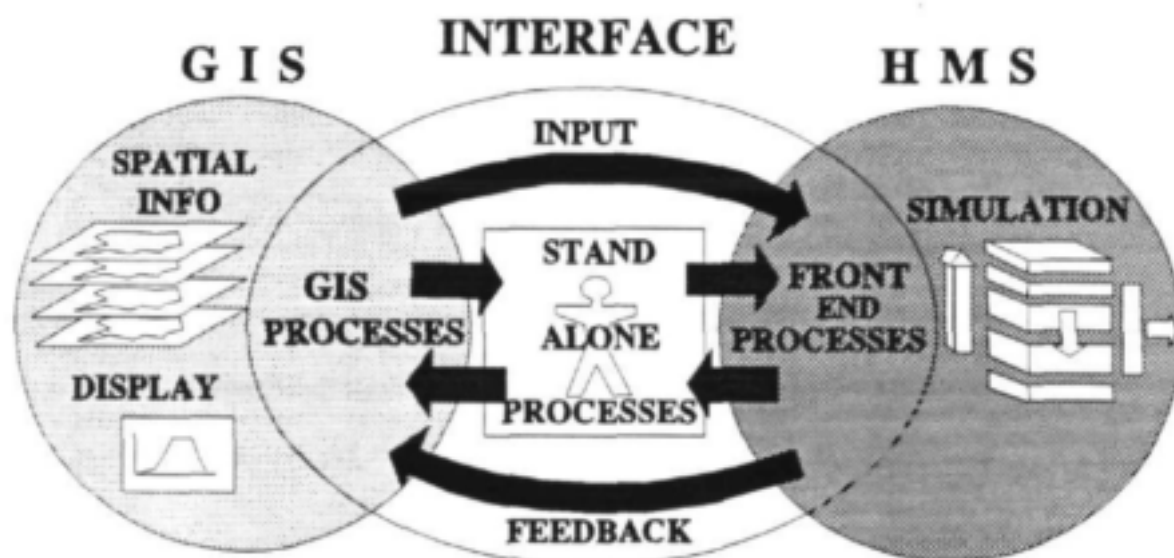 INTERFACE
G I S
H M S
INPUT
SPATIAL
INFO
SIMULATION
STAND
ALONE
PROCESSES
GIS
PROCESSES
FRONT
END
PROCESSES
DISPLAY
FEEDBACK